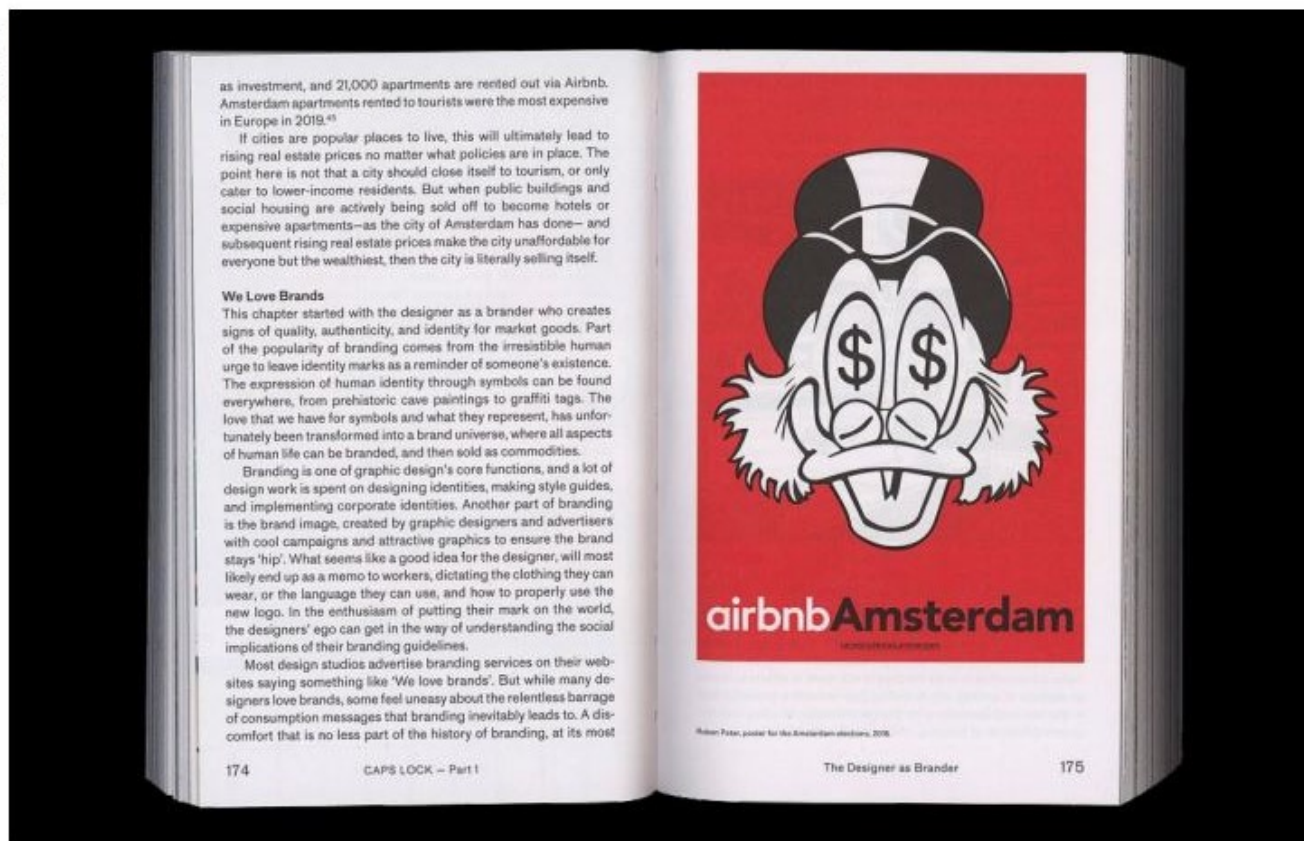 as investment, and 21,000 apartments are rented out via Airbnb.
Amsterdam apartments rented to tourists were the most expensive
in Europe in 2019.⁴⁵
If cities are popular places to live, this will ultimately lead to
rising real estate prices no matter what policies are in place. The
point here is not that a city should close itself to tourism, or only
cater to lower-income residents. But when public buildings and
social housing are actively being sold off to become hotels or
expensive apartments—as the city of Amsterdam has done— and
subsequent rising real estate prices make the city unaffordable for
everyone but the wealthiest, then the city is literally selling itself.
We Love Brands
This chapter started with the designer as a brander who creates
signs of quality, authenticity, and identity for market goods. Part
of the popularity of branding comes from the irresistible human
urge to leave identity marks as a reminder of someone's existence.
The expression of human identity through symbols can be found
everywhere, from prehistoric cave paintings to graffiti tags. The
love that we have for symbols and what they represent, has unfor-
tunately been transformed into a brand universe, where all aspects
of human life can be branded, and then sold as commodities.
Branding is one of graphic design's core functions, and a lot of
design work is spent on designing identities, making style guides,
and implementing corporate identities. Another part of branding
is the brand image, created by graphic designers and advertisers
with cool campaigns and attractive graphics to ensure the brand
stays 'hip'. What seems like a good idea for the designer, will most
likely end up as a memo to workers, dictating the clothing they can
wear, or the language they can use, and how to properly use the
new logo. In the enthusiasm of putting their mark on the world,
the designers' ego can get in the way of understanding the social
implications of their branding guidelines.
Most design studios advertise branding services on their web-
sites saying something like 'We love brands'. But while many de-
signers love brands, some feel uneasy about the relentless barrage
of consumption messages that branding inevitably leads to. A dis-
comfort that is no less part of the history of branding, at its most
174
CAPS LOCK — Part 1
$ $
airbnbAmsterdam
Ruben Pater, poster for the Amsterdam elections, 2018.
The Designer as Brander
175